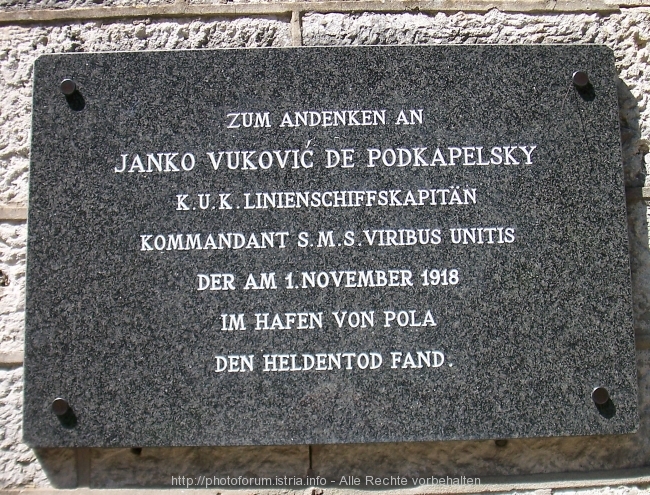 ZUM ANDENKEN AN
JANKO VUKOVIĆ DE PODKAPELSKY
K.U.K. LINIENSCHIFFSKAPITÄN
KOMMANDANT S.M.S. VIRIBUS UNITIS
DER AM 1. NOVEMBER 1918
IM HAFEN VON POLA
DEN HELDENTOD FAND.
http://photoforum.istria.info - Alle Rechte vorbehalten